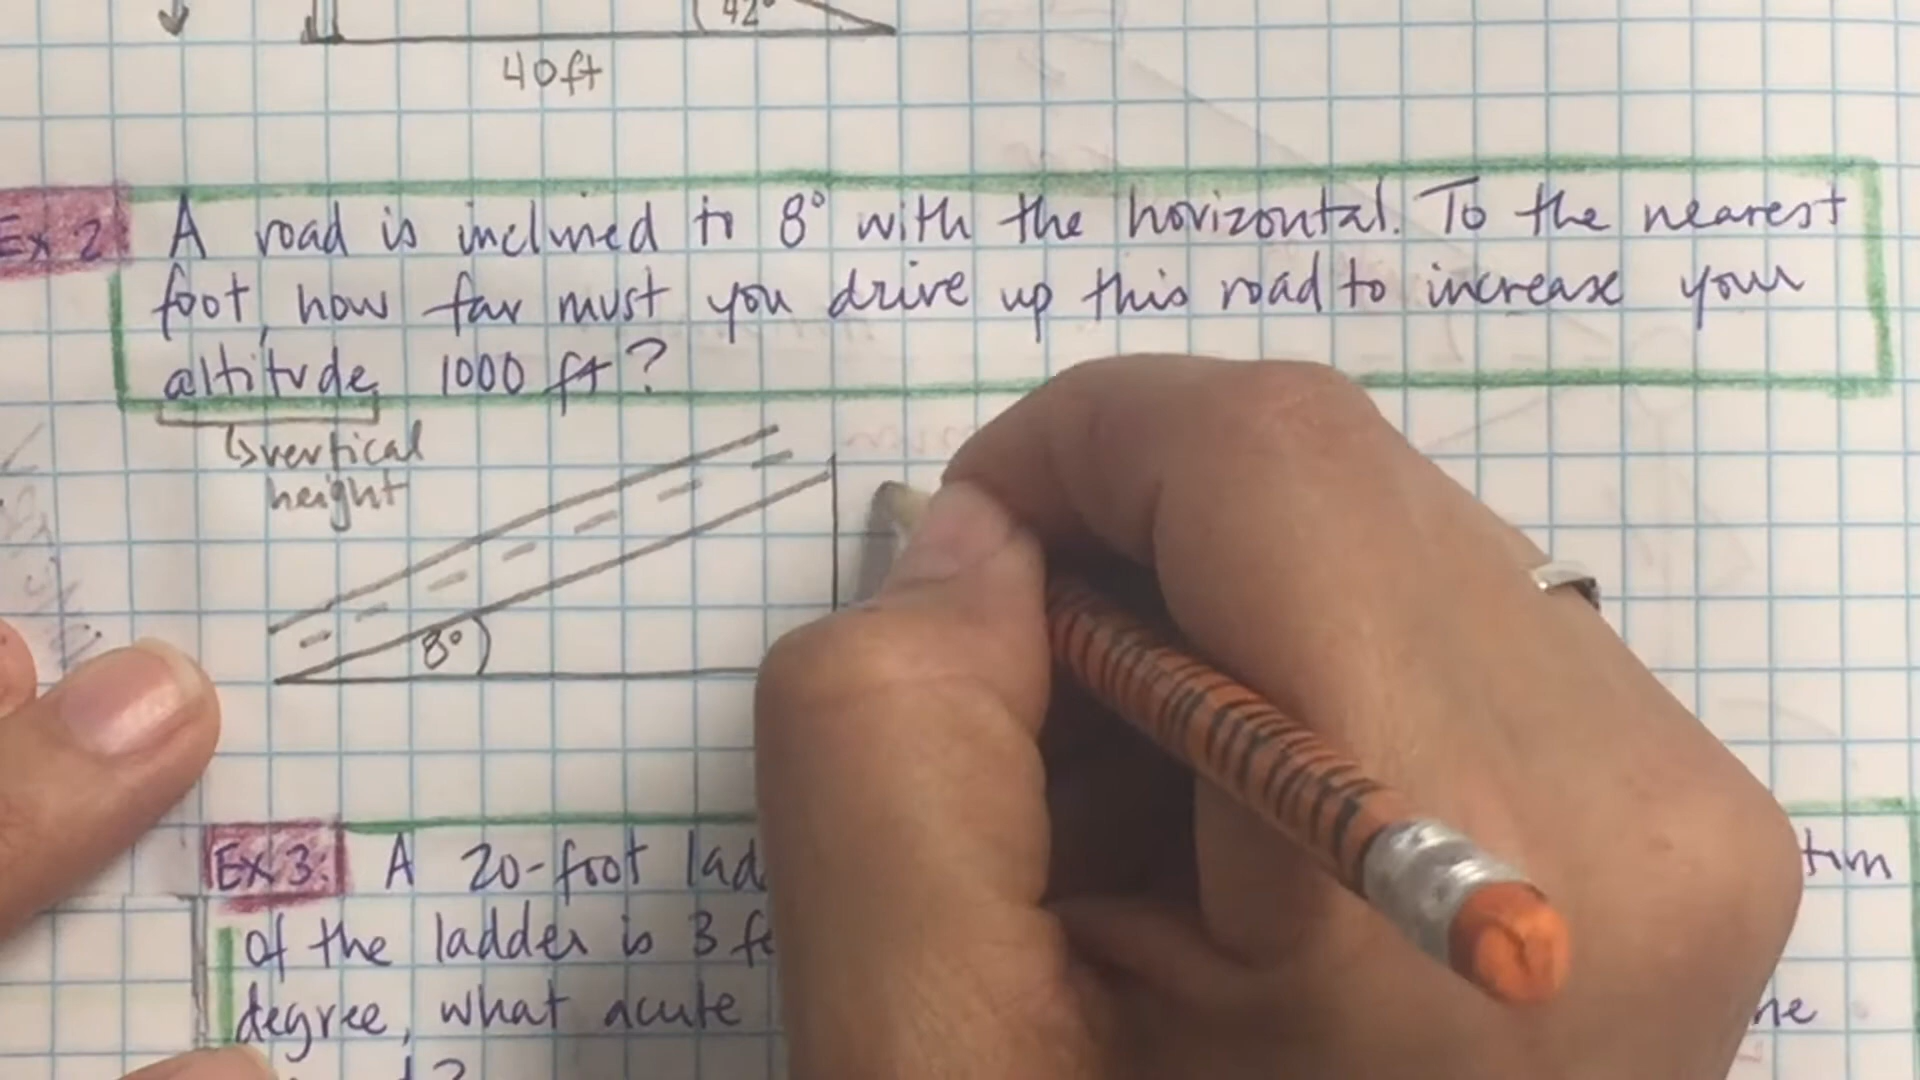 42°
40ft
Ex 2 A road is inclined to 8° with the horizontal. To the nearest
foot, how far must you drive up this road to increase your
altitude 1000 ft?
↳vertical
height
8°
Ex 3: A 20-foot
of the ladder is 3
degree, what acute